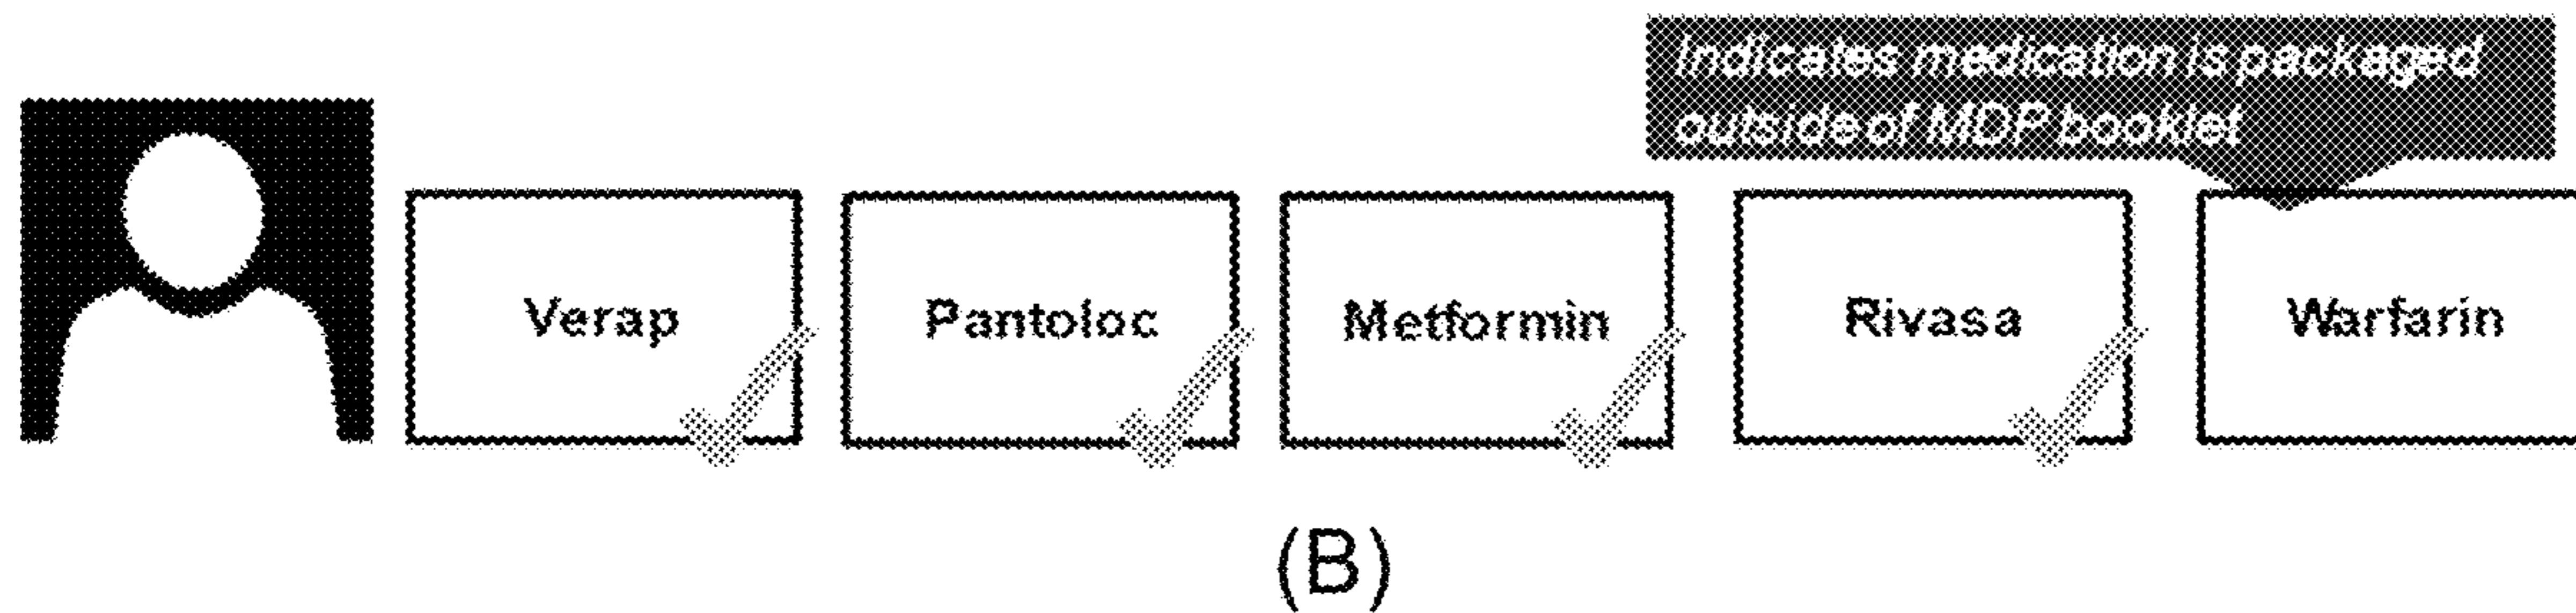 Indicates medication is packaged
outside of MDP booklet
Verap Pantoloc Metformin Rivasa Warfarin
(B)